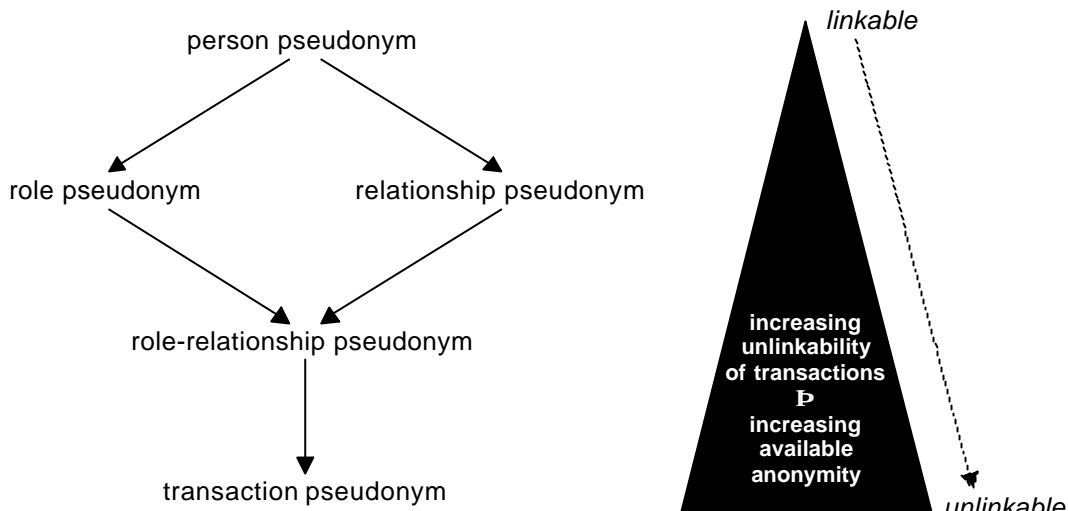 person pseudonym
role pseudonym
relationship pseudonym
role-relationship pseudonym
transaction pseudonym
linkable
increasing
unlinkability
of transactions
Þ
increasing
available
anonymity
unlinkable